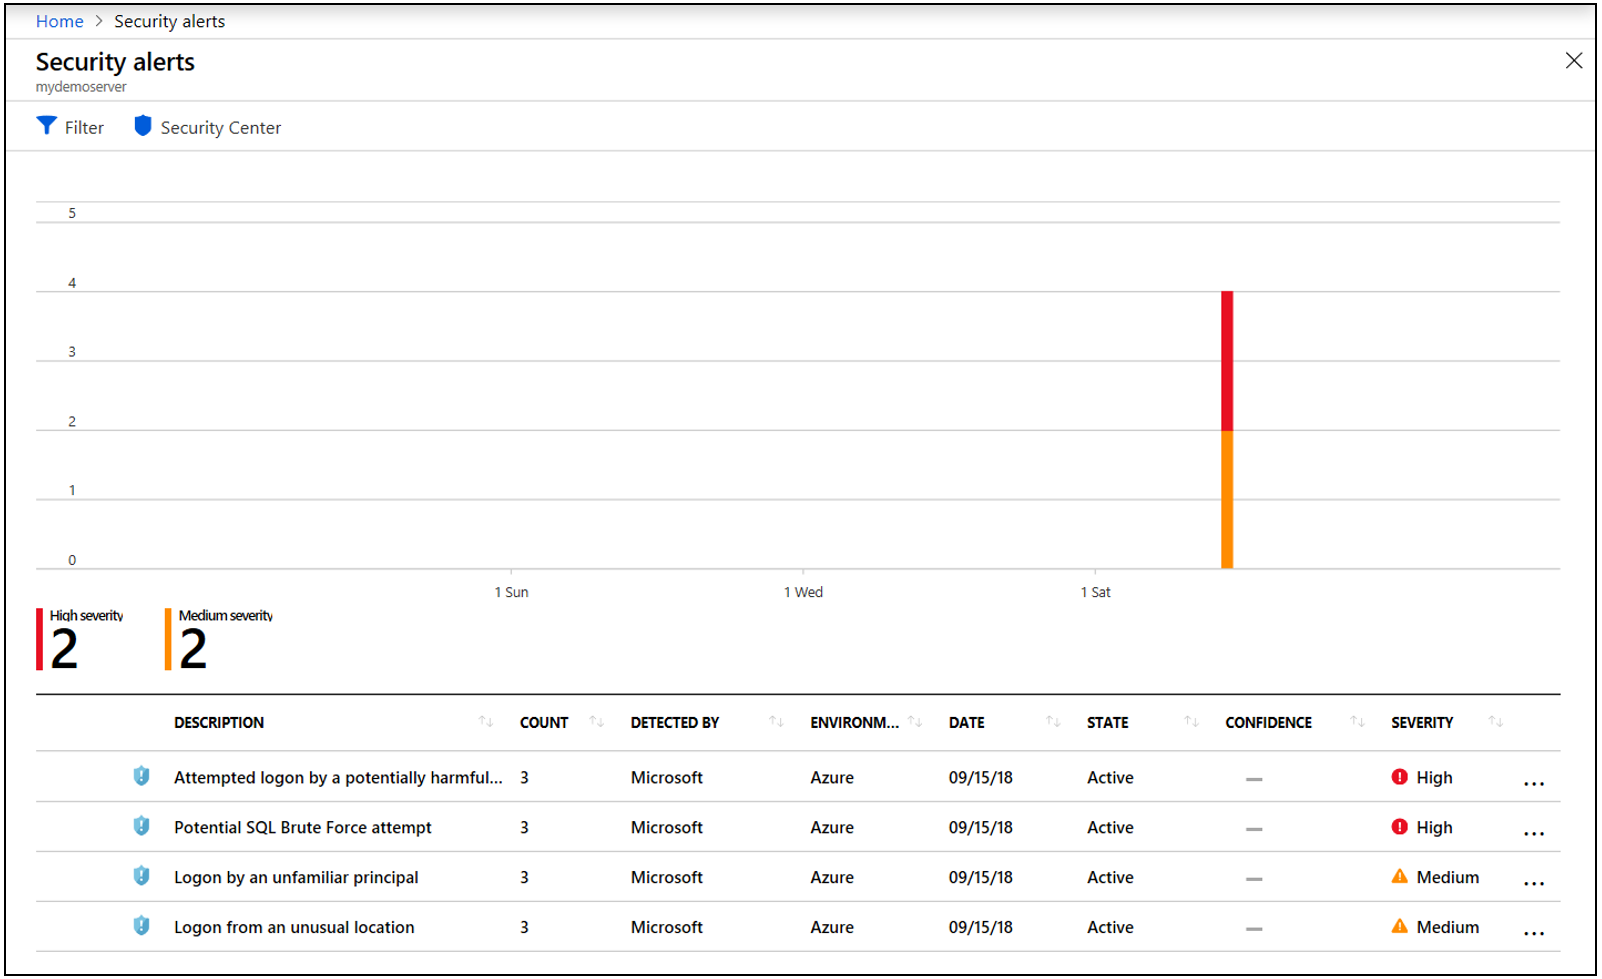 Home > Security alerts
Security alerts
mydemoserver
Filter Security Center
5
4
3
2
1
0
1 Sun 1 Wed 1 Sat
High severity Medium severity
2 2
DESCRIPTION COUNT DETECTED BY ENVIRONM... DATE STATE CONFIDENCE SEVERITY
Attempted logon by a potentially harmful... 3 Microsoft Azure 09/15/18 Active — High ...
Potential SQL Brute Force attempt 3 Microsoft Azure 09/15/18 Active — High ...
Logon by an unfamiliar principal 3 Microsoft Azure 09/15/18 Active — Medium ...
Logon from an unusual location 3 Microsoft Azure 09/15/18 Active — Medium ...